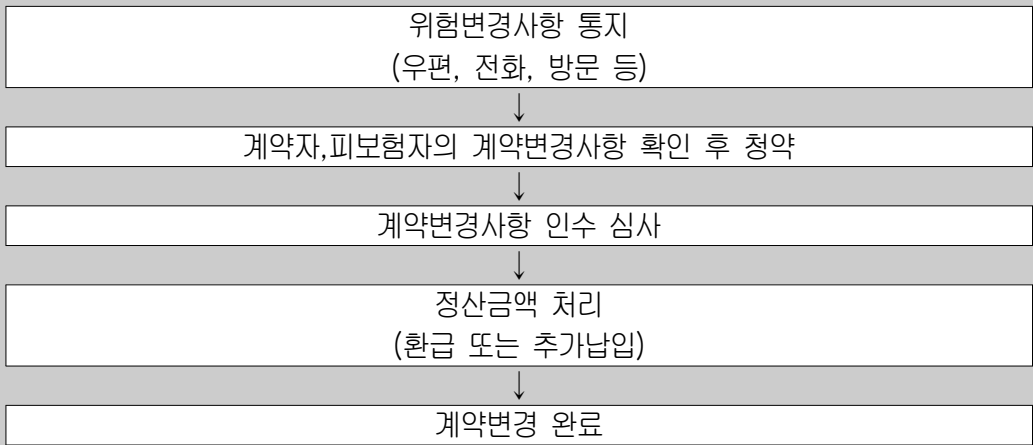 위험변경사항 통지
(우편, 전화, 방문 등)
↓
계약자,피보험자의 계약변경사항 확인 후 청약
↓
계약변경사항 인수 심사
↓
정산금액 처리
(환급 또는 추가납입)
↓
계약변경 완료